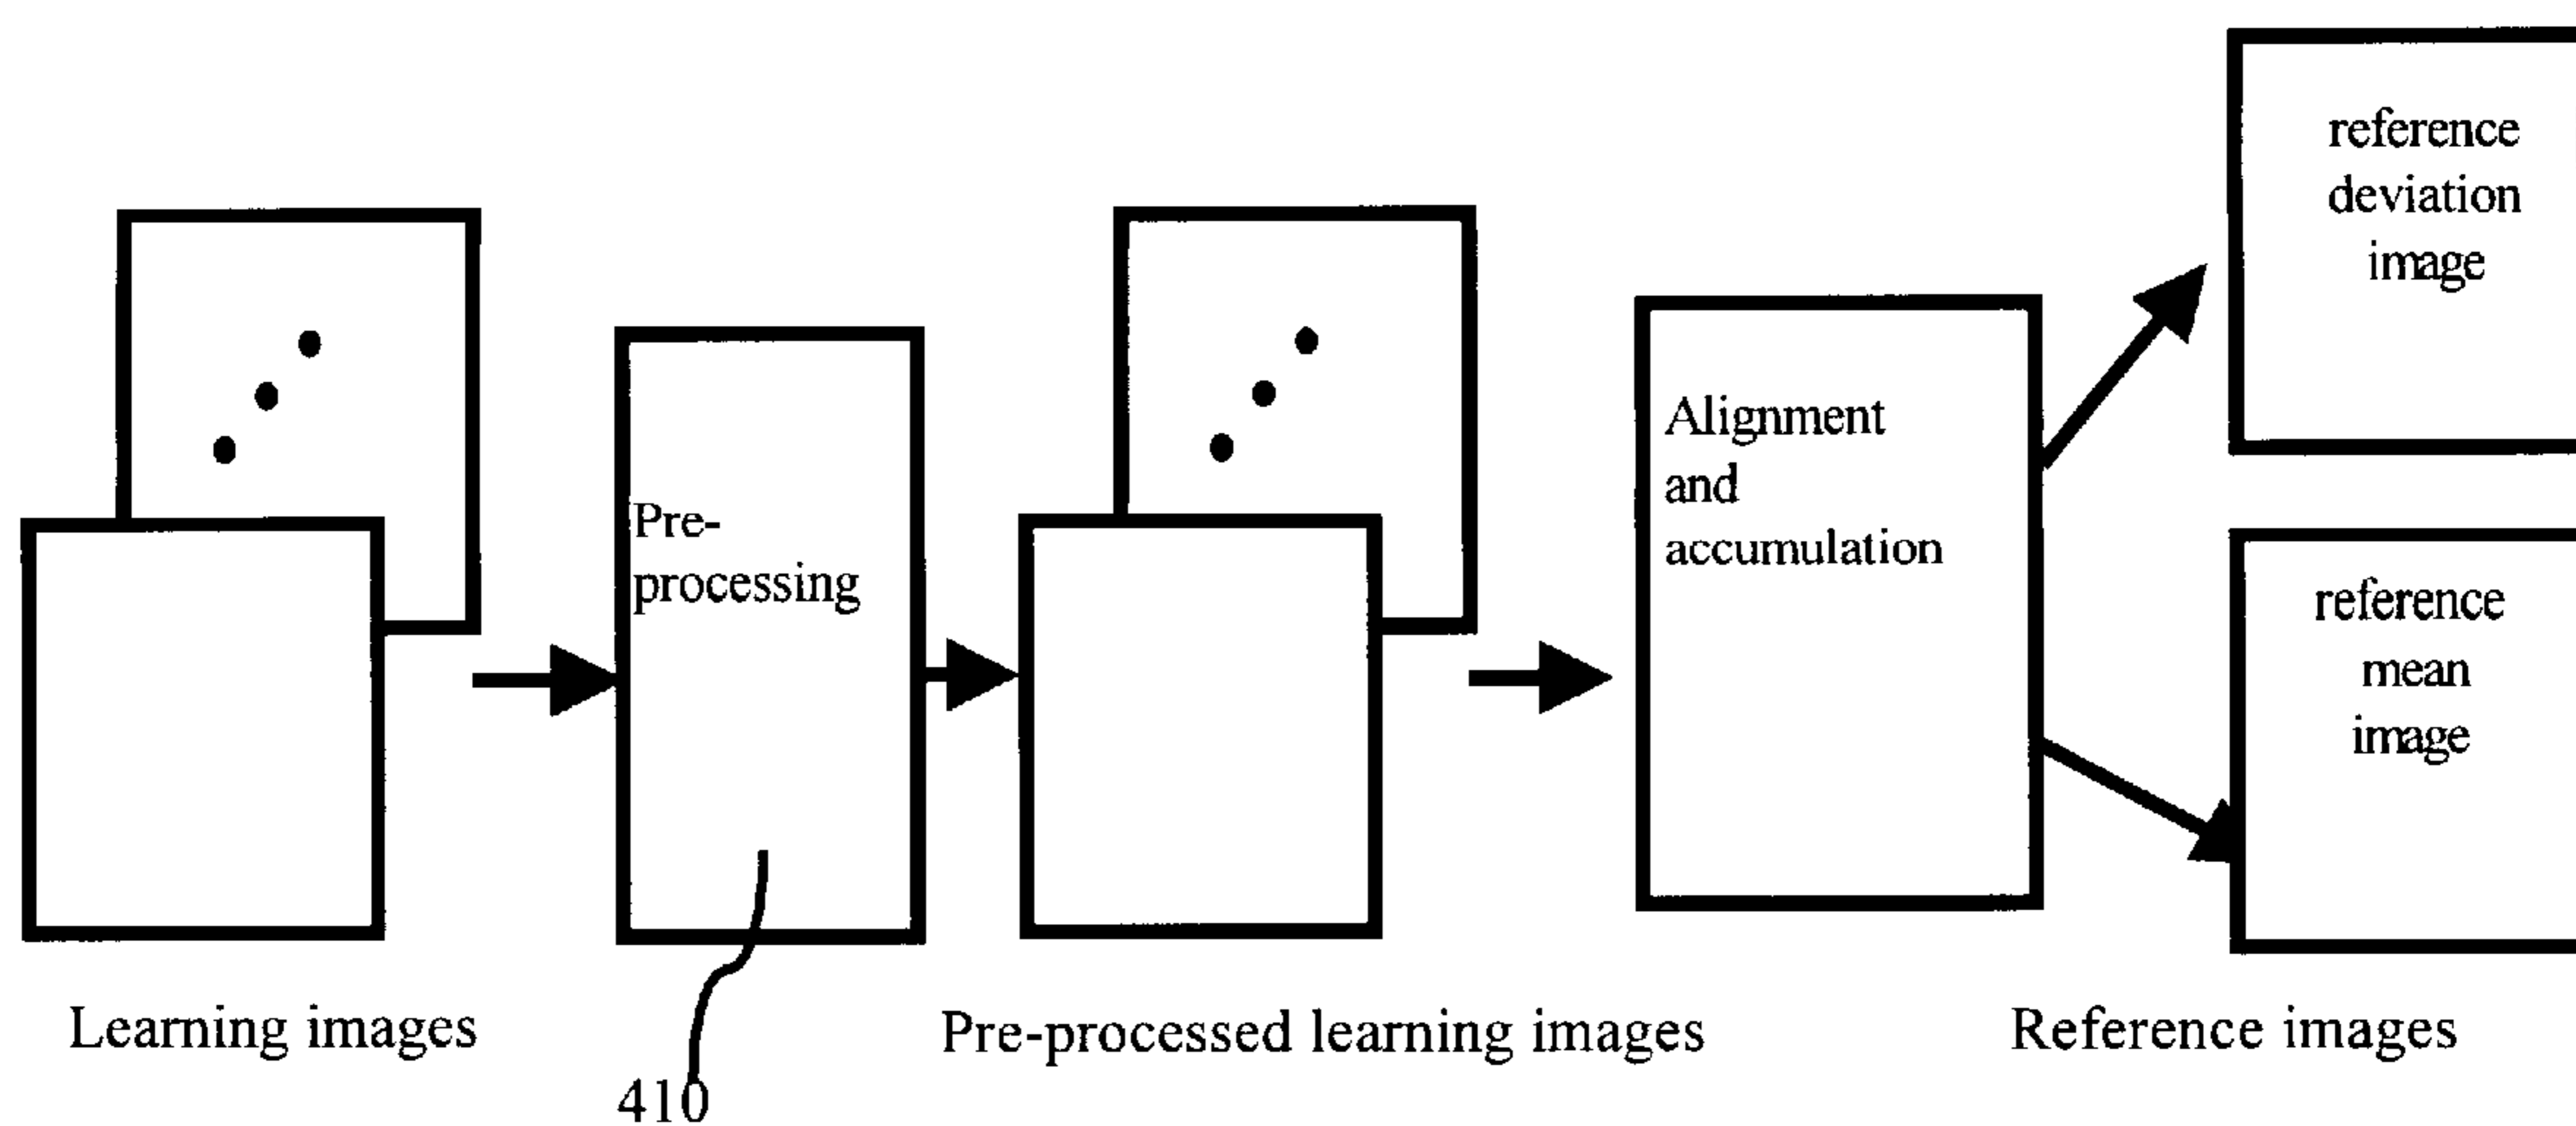 reference
deviation
image
Alignment
and
accumulation
Pre-
processing
reference
mean
image
Learning images
Pre-processed learning images
Reference images
410